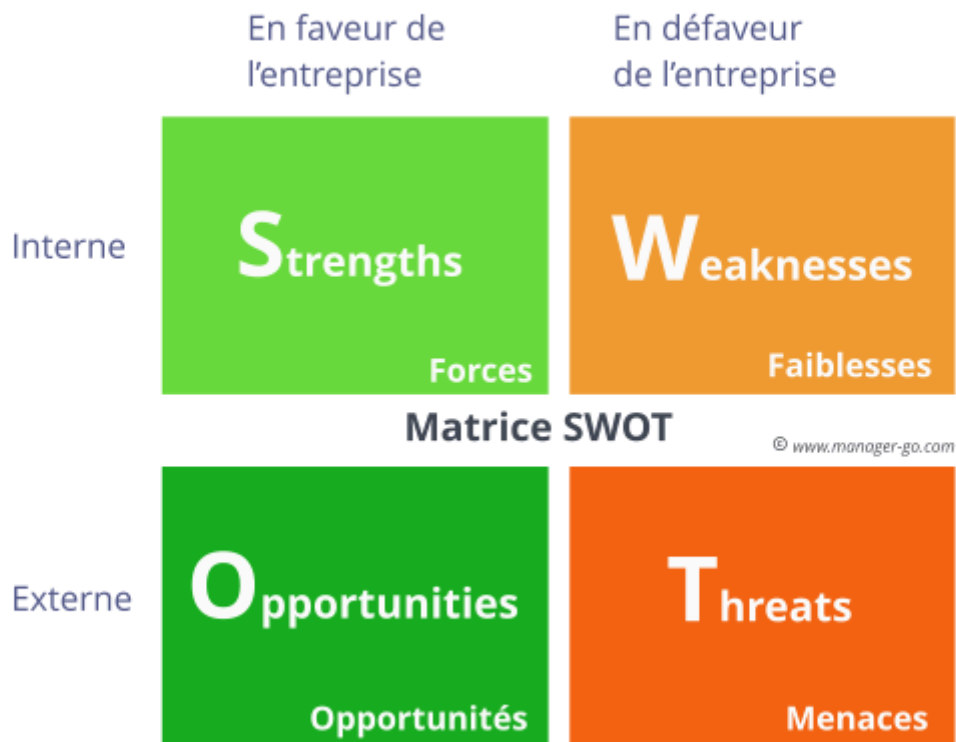 En faveur de
l'entreprise
En défaveur
de l'entreprise
Interne
Strengths
Forces
Weaknesses
Faiblesses
Matrice SWOT
© www.manager-go.com
Externe
Opportunities
Opportunités
Threats
Menaces